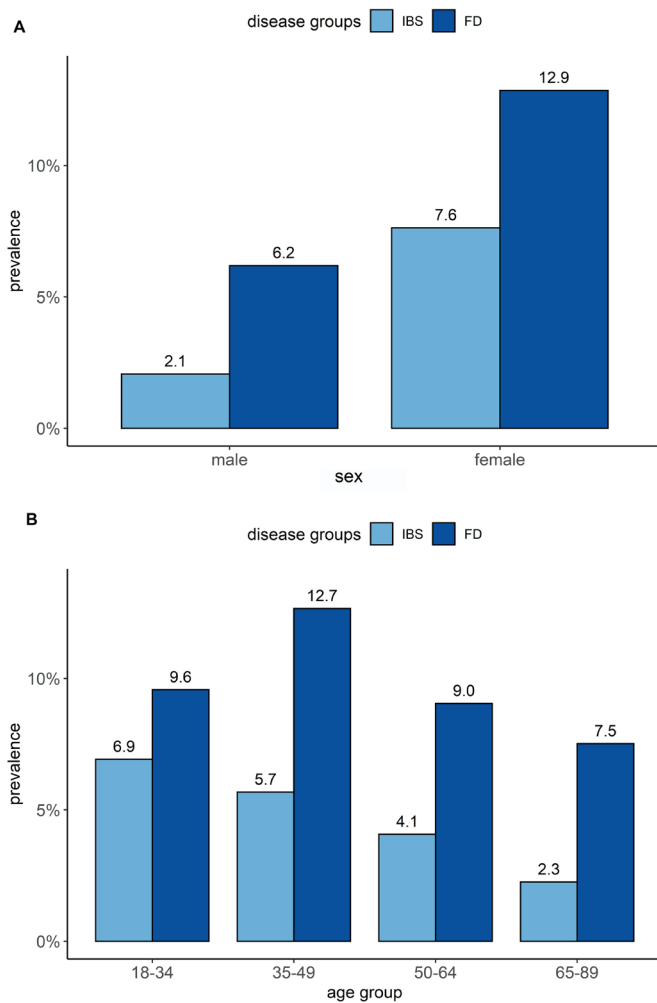 A
disease groups IBS FD
prevalence
10%
5%
0%
2.1
6.2
7.6
12.9
male
female
sex
B
disease groups IBS FD
prevalence
10%
5%
0%
6.9
9.6
5.7
12.7
4.1
9.0
2.3
7.5
18-34
35-49
50-64
65-89
age group